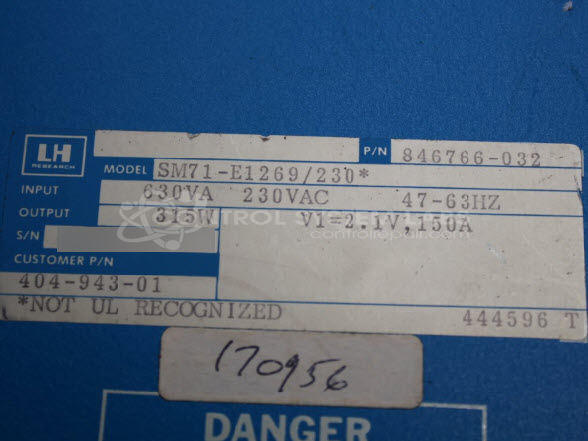 LH
RESEARCH
P/N 846766-032
MODEL SM71-E1269/230*
INPUT 630VA 230VAC 47-63HZ
OUTPUT 315W V1=2.1V,150A
S/N
CUSTOMER P/N
404-943-01
*NOT UL RECOGNIZED 444596 T
170956
DANGER